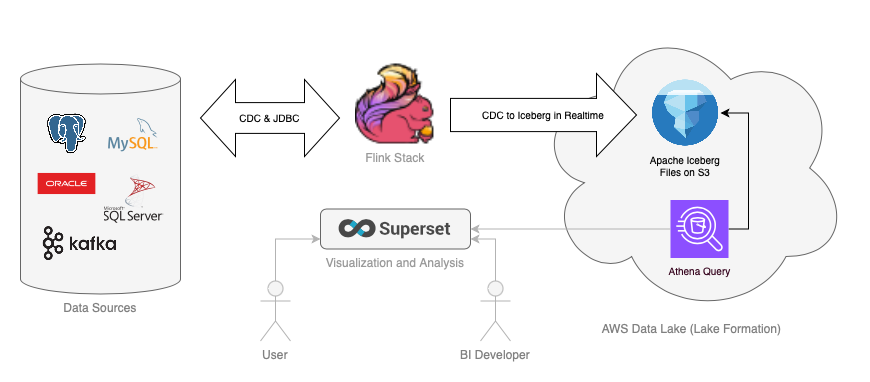 MySQL
ORACLE
Microsoft
SQL Server
kafka
Data Sources
CDC & JDBC
Flink Stack
CDC to Iceberg in Realtime
Apache Iceberg
Files on S3
Superset
Visualization and Analysis
Athena Query
User
BI Developer
AWS Data Lake (Lake Formation)